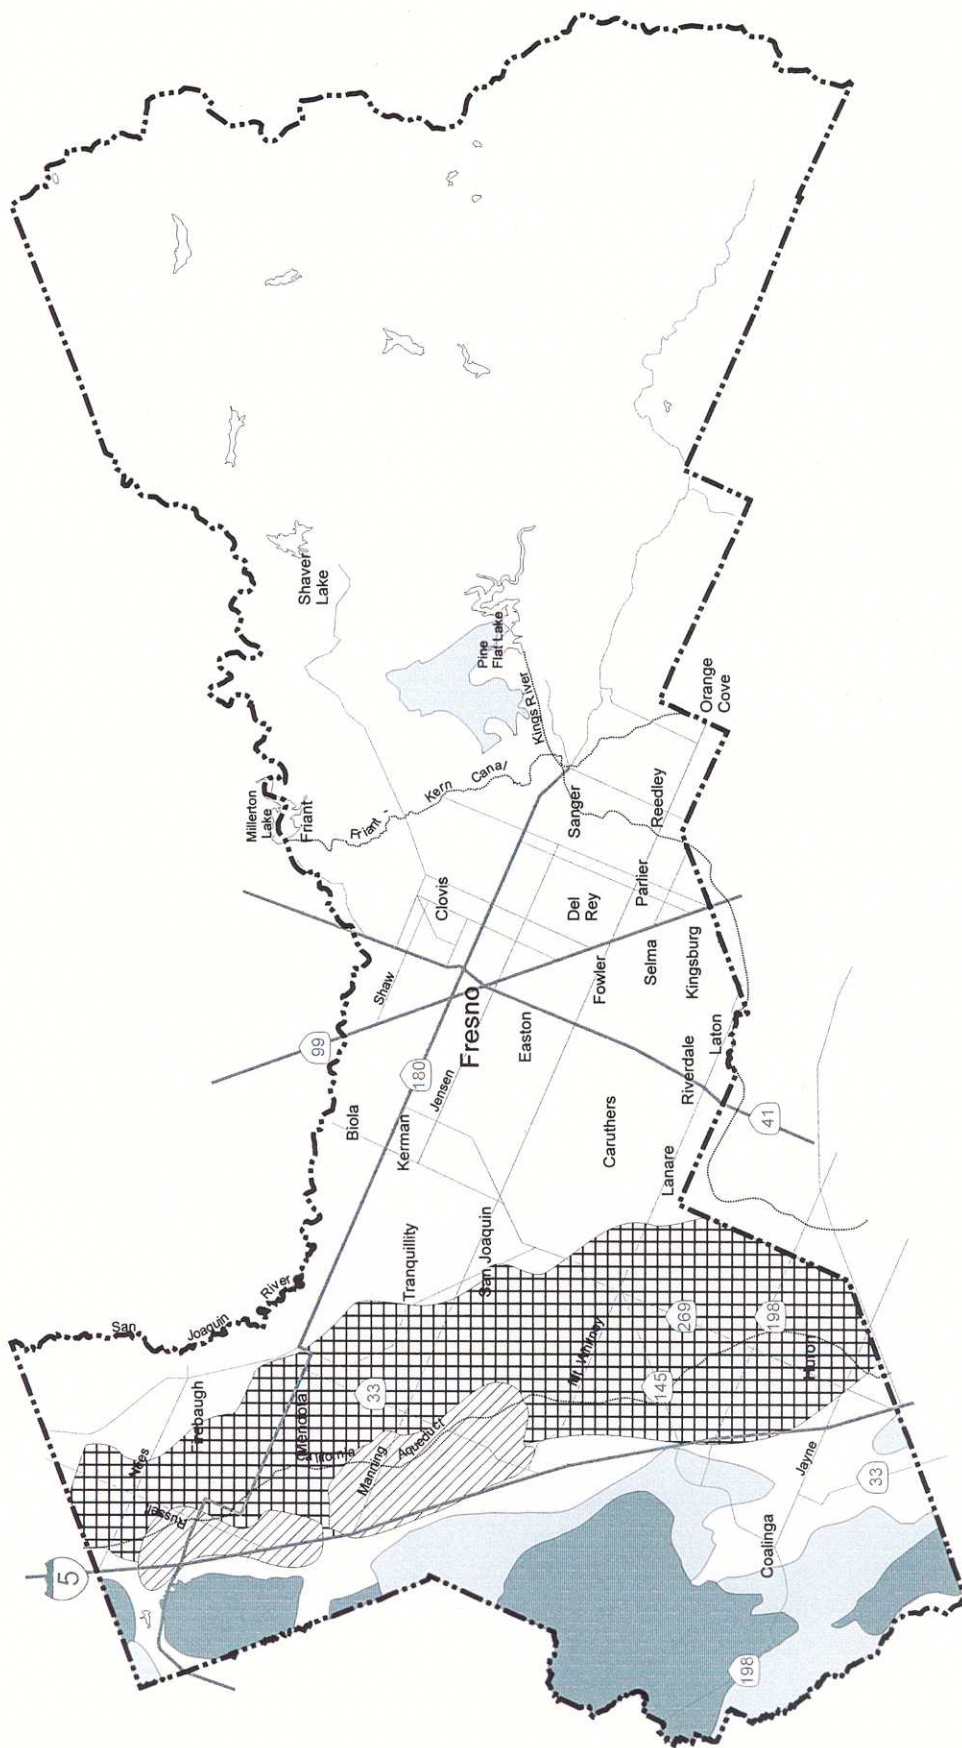 Shaver
Lake
Millerton
Lake
Friant
Friant -
Kern
Canal
Pine
Flat Lake
Kings River
Orange
Cove
Sanger
Reedley
Clovis
Del
Rey
Parlier
Shaw
Fresno
Fowler
Selma
Kingsburg
99
180
Jensen
Easton
Laton
Riverdale
41
Biola
Kerman
Caruthers
Lanare
San
Joaquin
River
Tranquillity
San Joaquin
269
198
Mt Whitney
145
33
Mendota
California
Aqueduct
Manning
Nees
Russell
5
Jayne
33
Coalinga
198